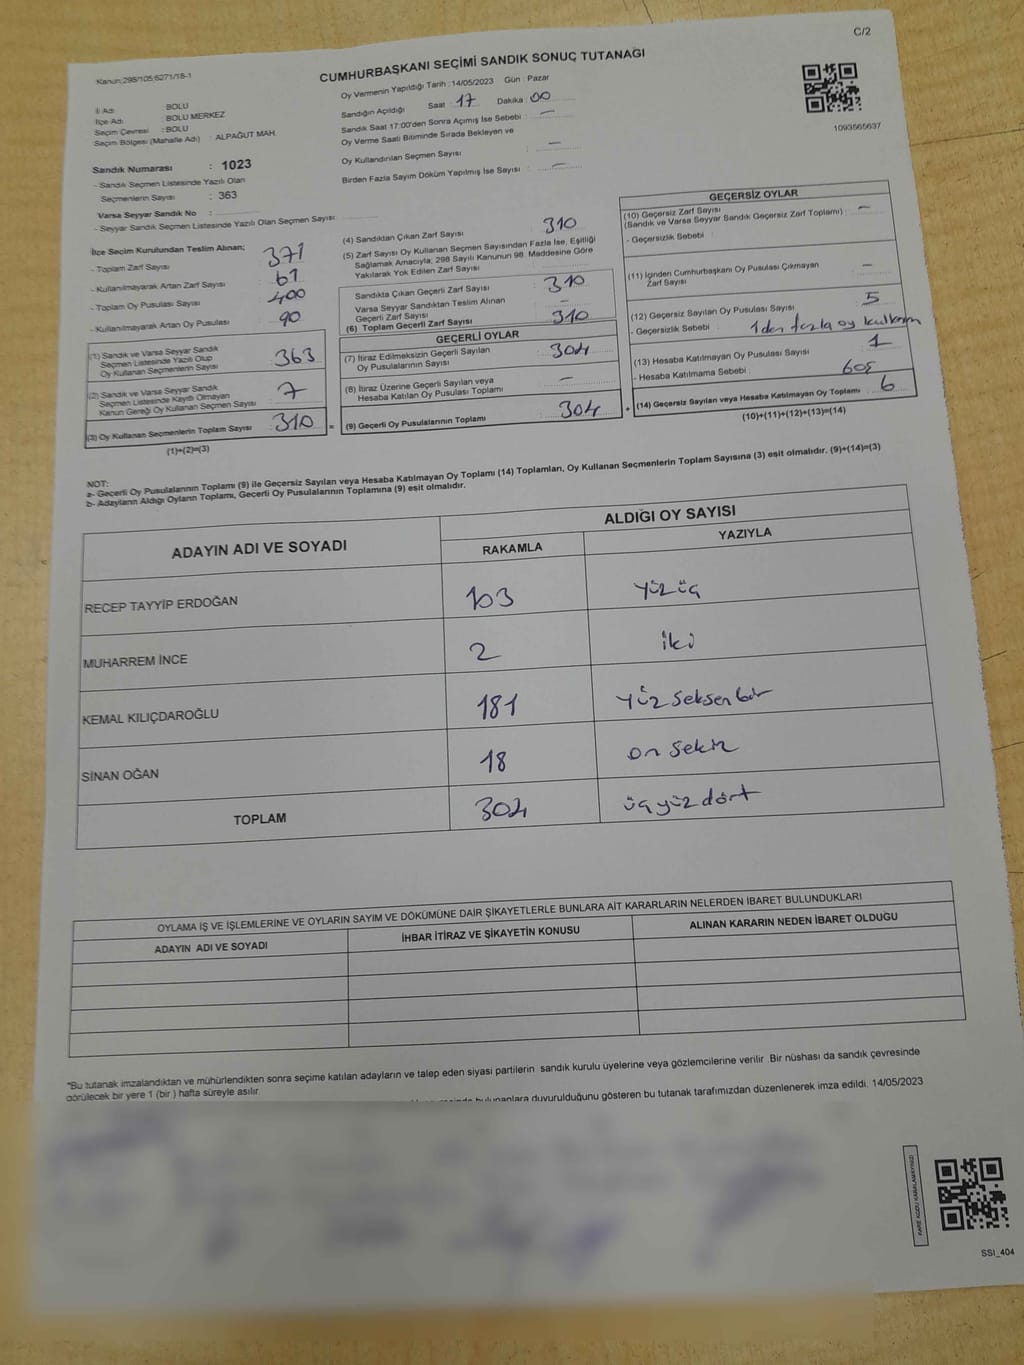 C/2
Kanun:298/105;6271/18-1
CUMHURBAŞKANI SEÇİMİ SANDIK SONUÇ TUTANAĞI
Oy Vermenin Yapıldığı Tarih : 14/05/2023 Gün : Pazar
Sandığın Açıldığı Saat : 17 Dakika : 00
Sandık Saat 17:00'den Sonra Açımış İse Sebebi : —
Oy Verme Saati Bitiminde Sırada Bekleyen ve
Oy Kullandırılan Seçmen Sayısı : —
Birden Fazla Sayım Döküm Yapılmış İse Sayısı : —
1093565637
İl Adı : BOLU
İlçe Adı : BOLU MERKEZ
Seçim Çevresi : BOLU
Seçim Bölgesi (Mahalle Adı) : ALPAĞUT MAH.
Sandık Numarası : 1023
- Sandık Seçmen Listesinde Yazılı Olan
Seçmenlerin Sayısı : 363
Varsa Seyyar Sandık No :
- Seyyar Sandık Seçmen Listesinde Yazılı Olan Seçmen Sayısı:
İlçe Seçim Kurulundan Teslim Alınan;
- Toplam Zarf Sayısı : 371
- Kullanılmayarak Artan Zarf Sayısı : 61
- Toplam Oy Pusulası Sayısı : 400
- Kullanılmayarak Artan Oy Pusulası : 90
(1) Sandık ve Varsa Seyyar Sandık
Seçmen Listesinde Yazılı Olup
Oy Kullanan Seçmenlerin Sayısı : 363
(2) Sandık ve Varsa Seyyar Sandık
Seçmen Listesinde Kayıtlı Olmayan
Kanun Gereği Oy Kullanan Seçmen Sayısı : 7
(3) Oy Kullanan Seçmenlerin Toplam Sayısı : 310
(1)+(2)=(3)
(4) Sandıktan Çıkan Zarf Sayısı : 310
(5) Zarf Sayısı Oy Kullanan Seçmen Sayısından Fazla İse, Eşitliği
Sağlamak Amacıyla; 298 Sayılı Kanunun 98. Maddesine Göre
Yakılarak Yok Edilen Zarf Sayısı :
Sandıkta Çıkan Geçerli Zarf Sayısı : 310
Varsa Seyyar Sandıktan Teslim Alınan
Geçerli Zarf Sayısı : —
(6) Toplam Geçerli Zarf Sayısı : 310
GEÇERLİ OYLAR
(7) İtiraz Edilmeksizin Geçerli Sayılan
Oy Pusulalarının Sayısı : 304
(8) İtiraz Üzerine Geçerli Sayılan veya
Hesaba Katılan Oy Pusulası Toplamı : —
(9) Geçerli Oy Pusulalarının Toplamı : 304
GEÇERSİZ OYLAR
(10) Geçersiz Zarf Sayısı
(Sandık ve Varsa Seyyar Sandık Geçersiz Zarf Toplamı) : —
- Geçersizlik Sebebi :
(11) İçinden Cumhurbaşkanı Oy Pusulası Çıkmayan
Zarf Sayısı : —
(12) Geçersiz Sayılan Oy Pusulası Sayısı : 5
- Geçersizlik Sebebi : 1 den fazla oy kullanım
(13) Hesaba Katılmayan Oy Pusulası Sayısı : 1
- Hesaba Katılmama Sebebi :
(14) Geçersiz Sayılan veya Hesaba Katılmayan Oy Toplamı : 6
(10)+(11)+(12)+(13)=(14)
NOT:
a- Geçerli Oy Pusulalarının Toplamı (9) ile Geçersiz Sayılan veya Hesaba Katılmayan Oy Toplamı (14) Toplamları, Oy Kullanan Seçmenlerin Toplam Sayısına (3) eşit olmalıdır. (9)+(14)=(3)
b- Adayların Aldığı Oyların Toplamı, Geçerli Oy Pusulalarının Toplamına (9) eşit olmalıdır.
ADAYIN ADI VE SOYADI
ALDIĞI OY SAYISI
RAKAMLA YAZIYLA
RECEP TAYYİP ERDOĞAN 103 yüz üç
MUHARREM İNCE 2 iki
KEMAL KILIÇDAROĞLU 181 yüz seksen bir
SİNAN OĞAN 18 on sekiz
TOPLAM 304 üç yüz dört
OYLAMA İŞ VE İŞLEMLERİNE VE OYLARIN SAYIM VE DÖKÜMÜNE DAİR ŞİKAYETLERLE BUNLARA AİT KARARLARIN NELERDEN İBARET BULUNDUKLARI
ADAYIN ADI VE SOYADI İHBAR İTİRAZ VE ŞİKAYETİN KONUSU ALINAN KARARIN NEDEN İBARET OLDUĞU
*Bu tutanak imzalandıktan ve mühürlendikten sonra seçime katılan adayların ve talep eden siyasi partilerin sandık kurulu üyelerine veya gözlemcilerine verilir .Bir nüshası da sandık çevresinde
görülecek bir yere 1 (bir ) hafta süreyle asılır.
bulunanlara duyurulduğunu gösteren bu tutanak tarafımızdan düzenlenerek imza edildi. 14/05/2023
KARE KODU KARALAMAYINIZ!
SSI_404